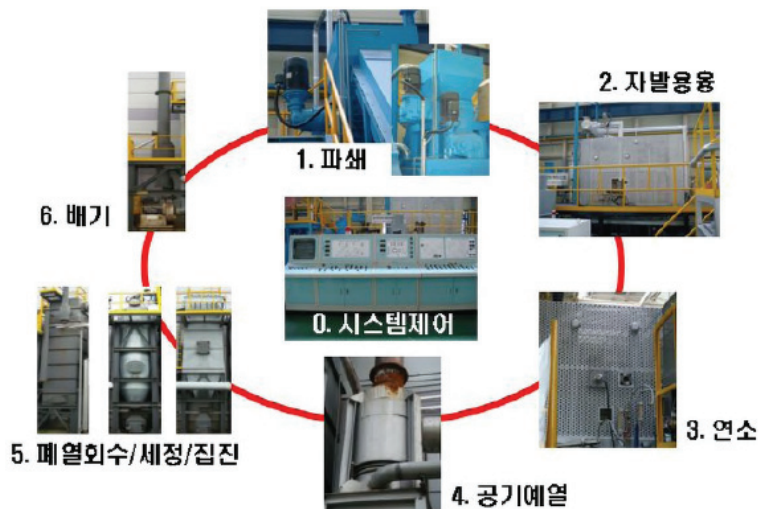 1. 파쇄
2. 자발용융
3. 연소
4. 공기예열
5. 폐열회수/세정/집진
6. 배기
0. 시스템제어